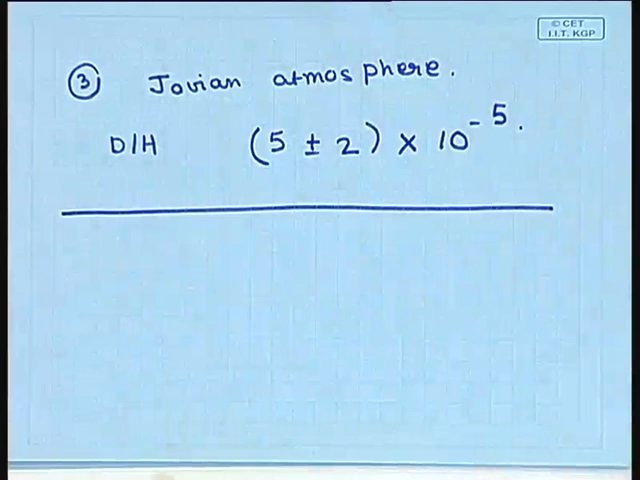 © CET
I.I.T. KGP
③ Jovian atmosphere.
D/H (5 ± 2) × 10⁻⁵.